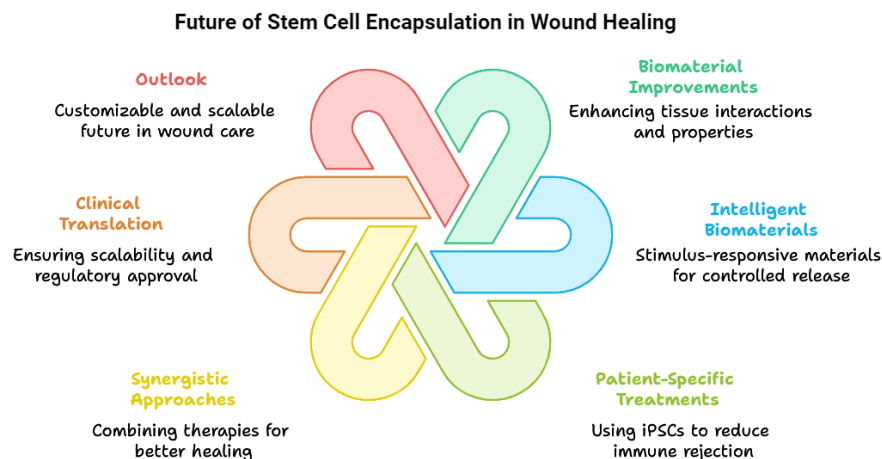 Future of Stem Cell Encapsulation in Wound Healing
Outlook
Customizable and scalable
future in wound care
Biomaterial
Improvements
Enhancing tissue interactions
and properties
Clinical
Translation
Ensuring scalability and
regulatory approval
Intelligent
Biomaterials
Stimulus-responsive materials
for controlled release
Synergistic
Approaches
Combining therapies for
better healing
Patient-Specific
Treatments
Using iPSCs to reduce
immune rejection